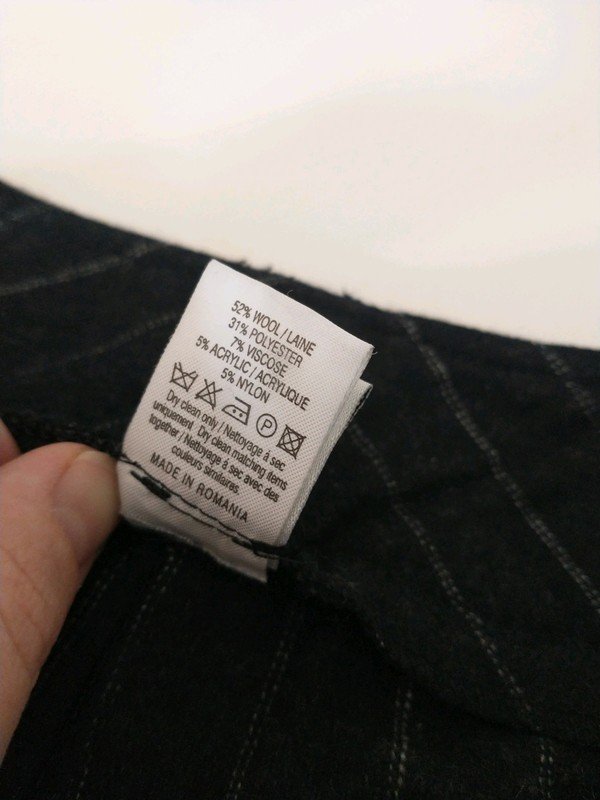 52% WOOL / LAINE
31% POLYESTER
7% VISCOSE
5% ACRYLIC / ACRYLIQUE
5% NYLON
P
Dry clean only / Nettoyage à sec
uniquement. Dry clean matching items
together / Nettoyage à sec avec des
couleurs similaires.
MADE IN ROMANIA